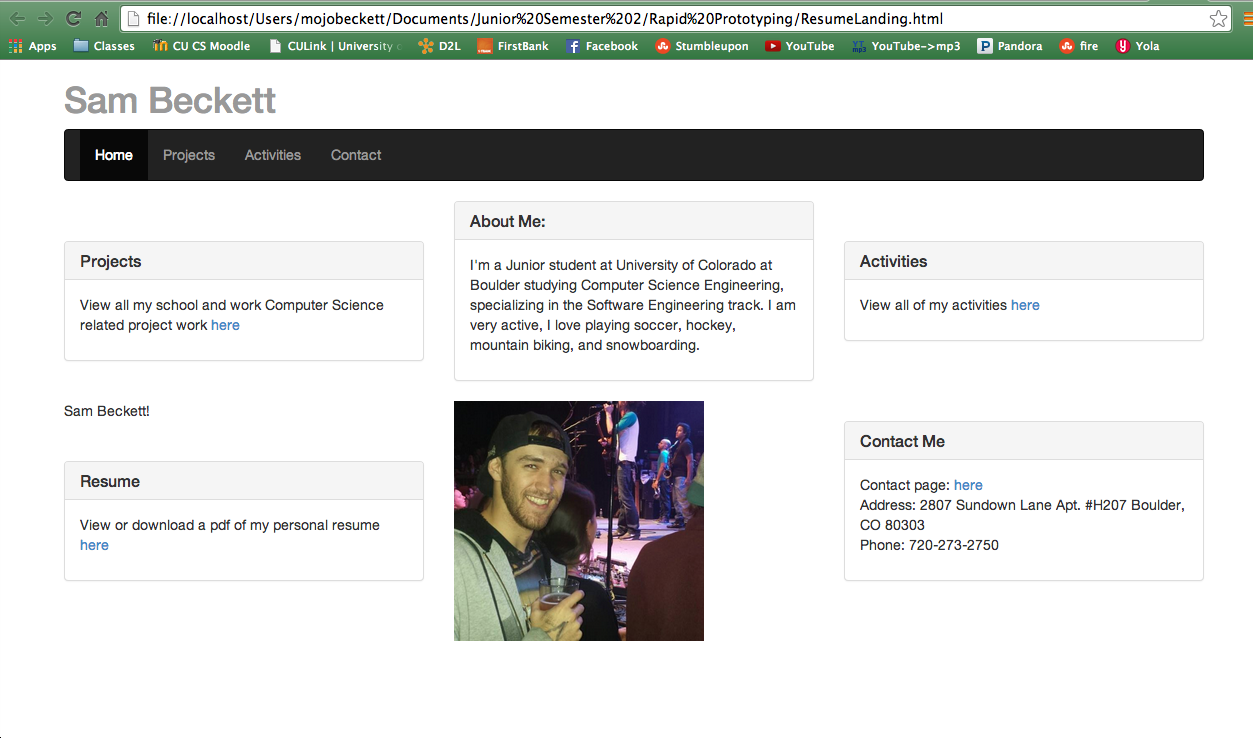 file://localhost/Users/mojobeckett/Documents/Junior%20Semester%202/Rapid%20Prototyping/ResumeLanding.html
Apps Classes CU CS Moodle CULink | University D2L FirstBank Facebook Stumbleupon YouTube YouTube->mp3 Pandora fire Yola
Sam Beckett
Home Projects Activities Contact
Projects
View all my school and work Computer Science
related project work here
Sam Beckett!
Resume
View or download a pdf of my personal resume
here
About Me:
I'm a Junior student at University of Colorado at
Boulder studying Computer Science Engineering,
specializing in the Software Engineering track. I am
very active, I love playing soccer, hockey,
mountain biking, and snowboarding.
Activities
View all of my activities here
Contact Me
Contact page: here
Address: 2807 Sundown Lane Apt. #H207 Boulder,
CO 80303
Phone: 720-273-2750